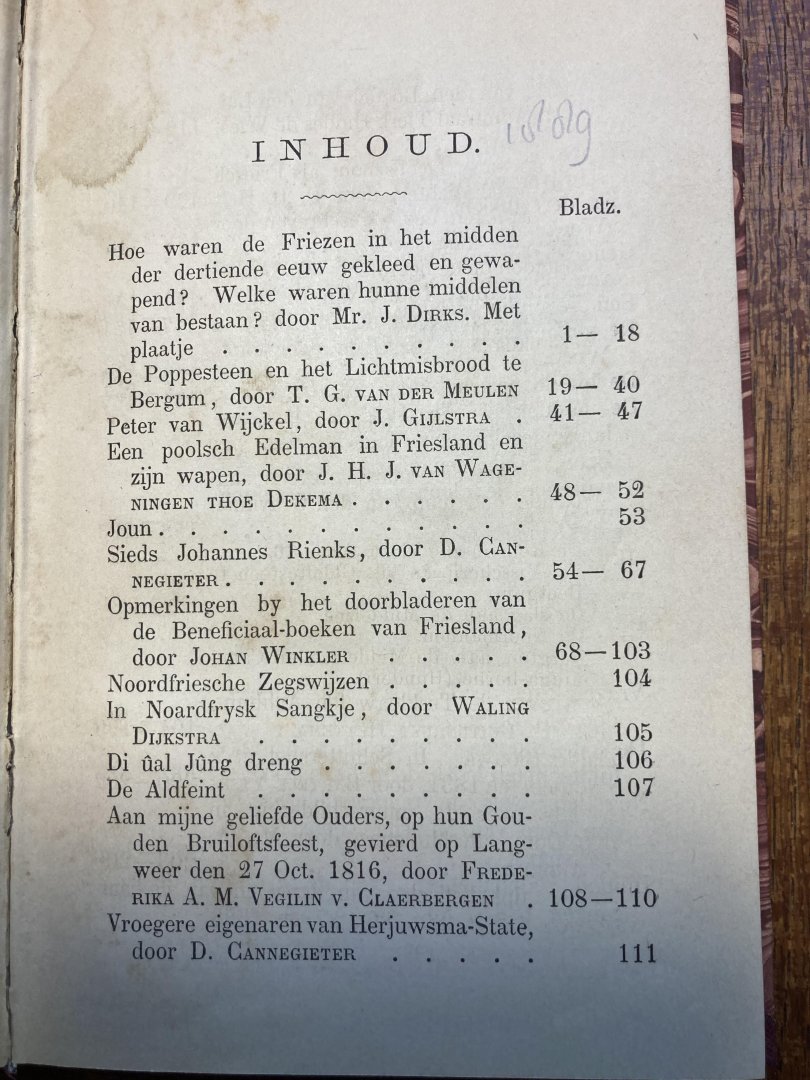 INHOUD.
Bladz.
Hoe waren de Friezen in het midden
der dertiende eeuw gekleed en gewa-
pend? Welke waren hunne middelen
van bestaan? door Mr. J. DIRKS. Met
plaatje . . . . . . . . . . 1— 18
De Poppesteen en het Lichtmisbrood te
Bergum, door T. G. VAN DER MEULEN 19— 40
Peter van Wijckel, door J. GIJLSTRA . 41— 47
Een poolsch Edelman in Friesland en
zijn wapen, door J. H. J. VAN WAGE-
NINGEN THOE DEKEMA . . . . . . 48— 52
Joun . . . . . . . . . . . . 53
Sieds Johannes Rienks, door D. CAN-
NEGIETER . . . . . . . . . . 54— 67
Opmerkingen by het doorbladeren van
de Beneficiaal-boeken van Friesland,
door JOHAN WINKLER . . . . . 68—103
Noordfriesche Zegswijzen . . . . . 104
In Noardfrysk Sangkje, door WALING
DIJKSTRA . . . . . . . . . 105
Di ûal Jûng dreng . . . . . . . 106
De Aldfeint . . . . . . . . . 107
Aan mijne geliefde Ouders, op hun Gou-
den Bruiloftsfeest, gevierd op Lang-
weer den 27 Oct. 1816, door FREDE-
RIKA A. M. VEGILIN V. CLAERBERGEN . 108—110
Vroegere eigenaren van Herjuwsma-State,
door D. CANNEGIETER . . . . . 111